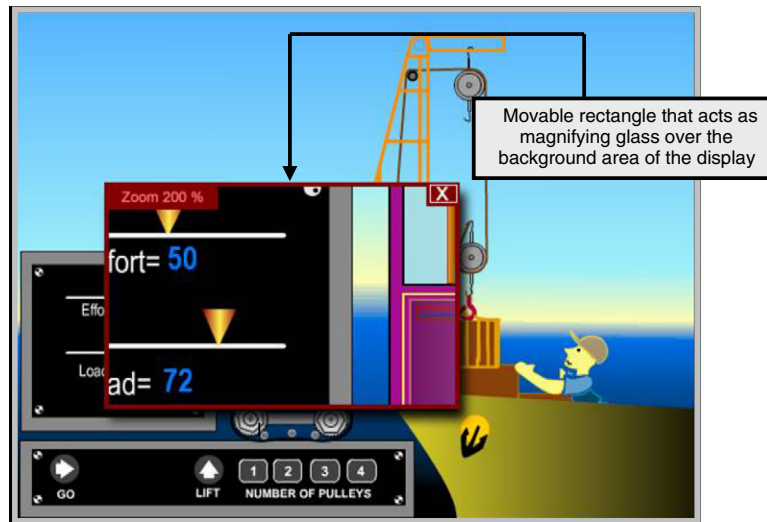 Movable rectangle that acts as
magnifying glass over the
background area of the display
Zoom 200 %
X
fort= 50
ad= 72
Effo
Load
GO
LIFT
1 2 3 4
NUMBER OF PULLEYS